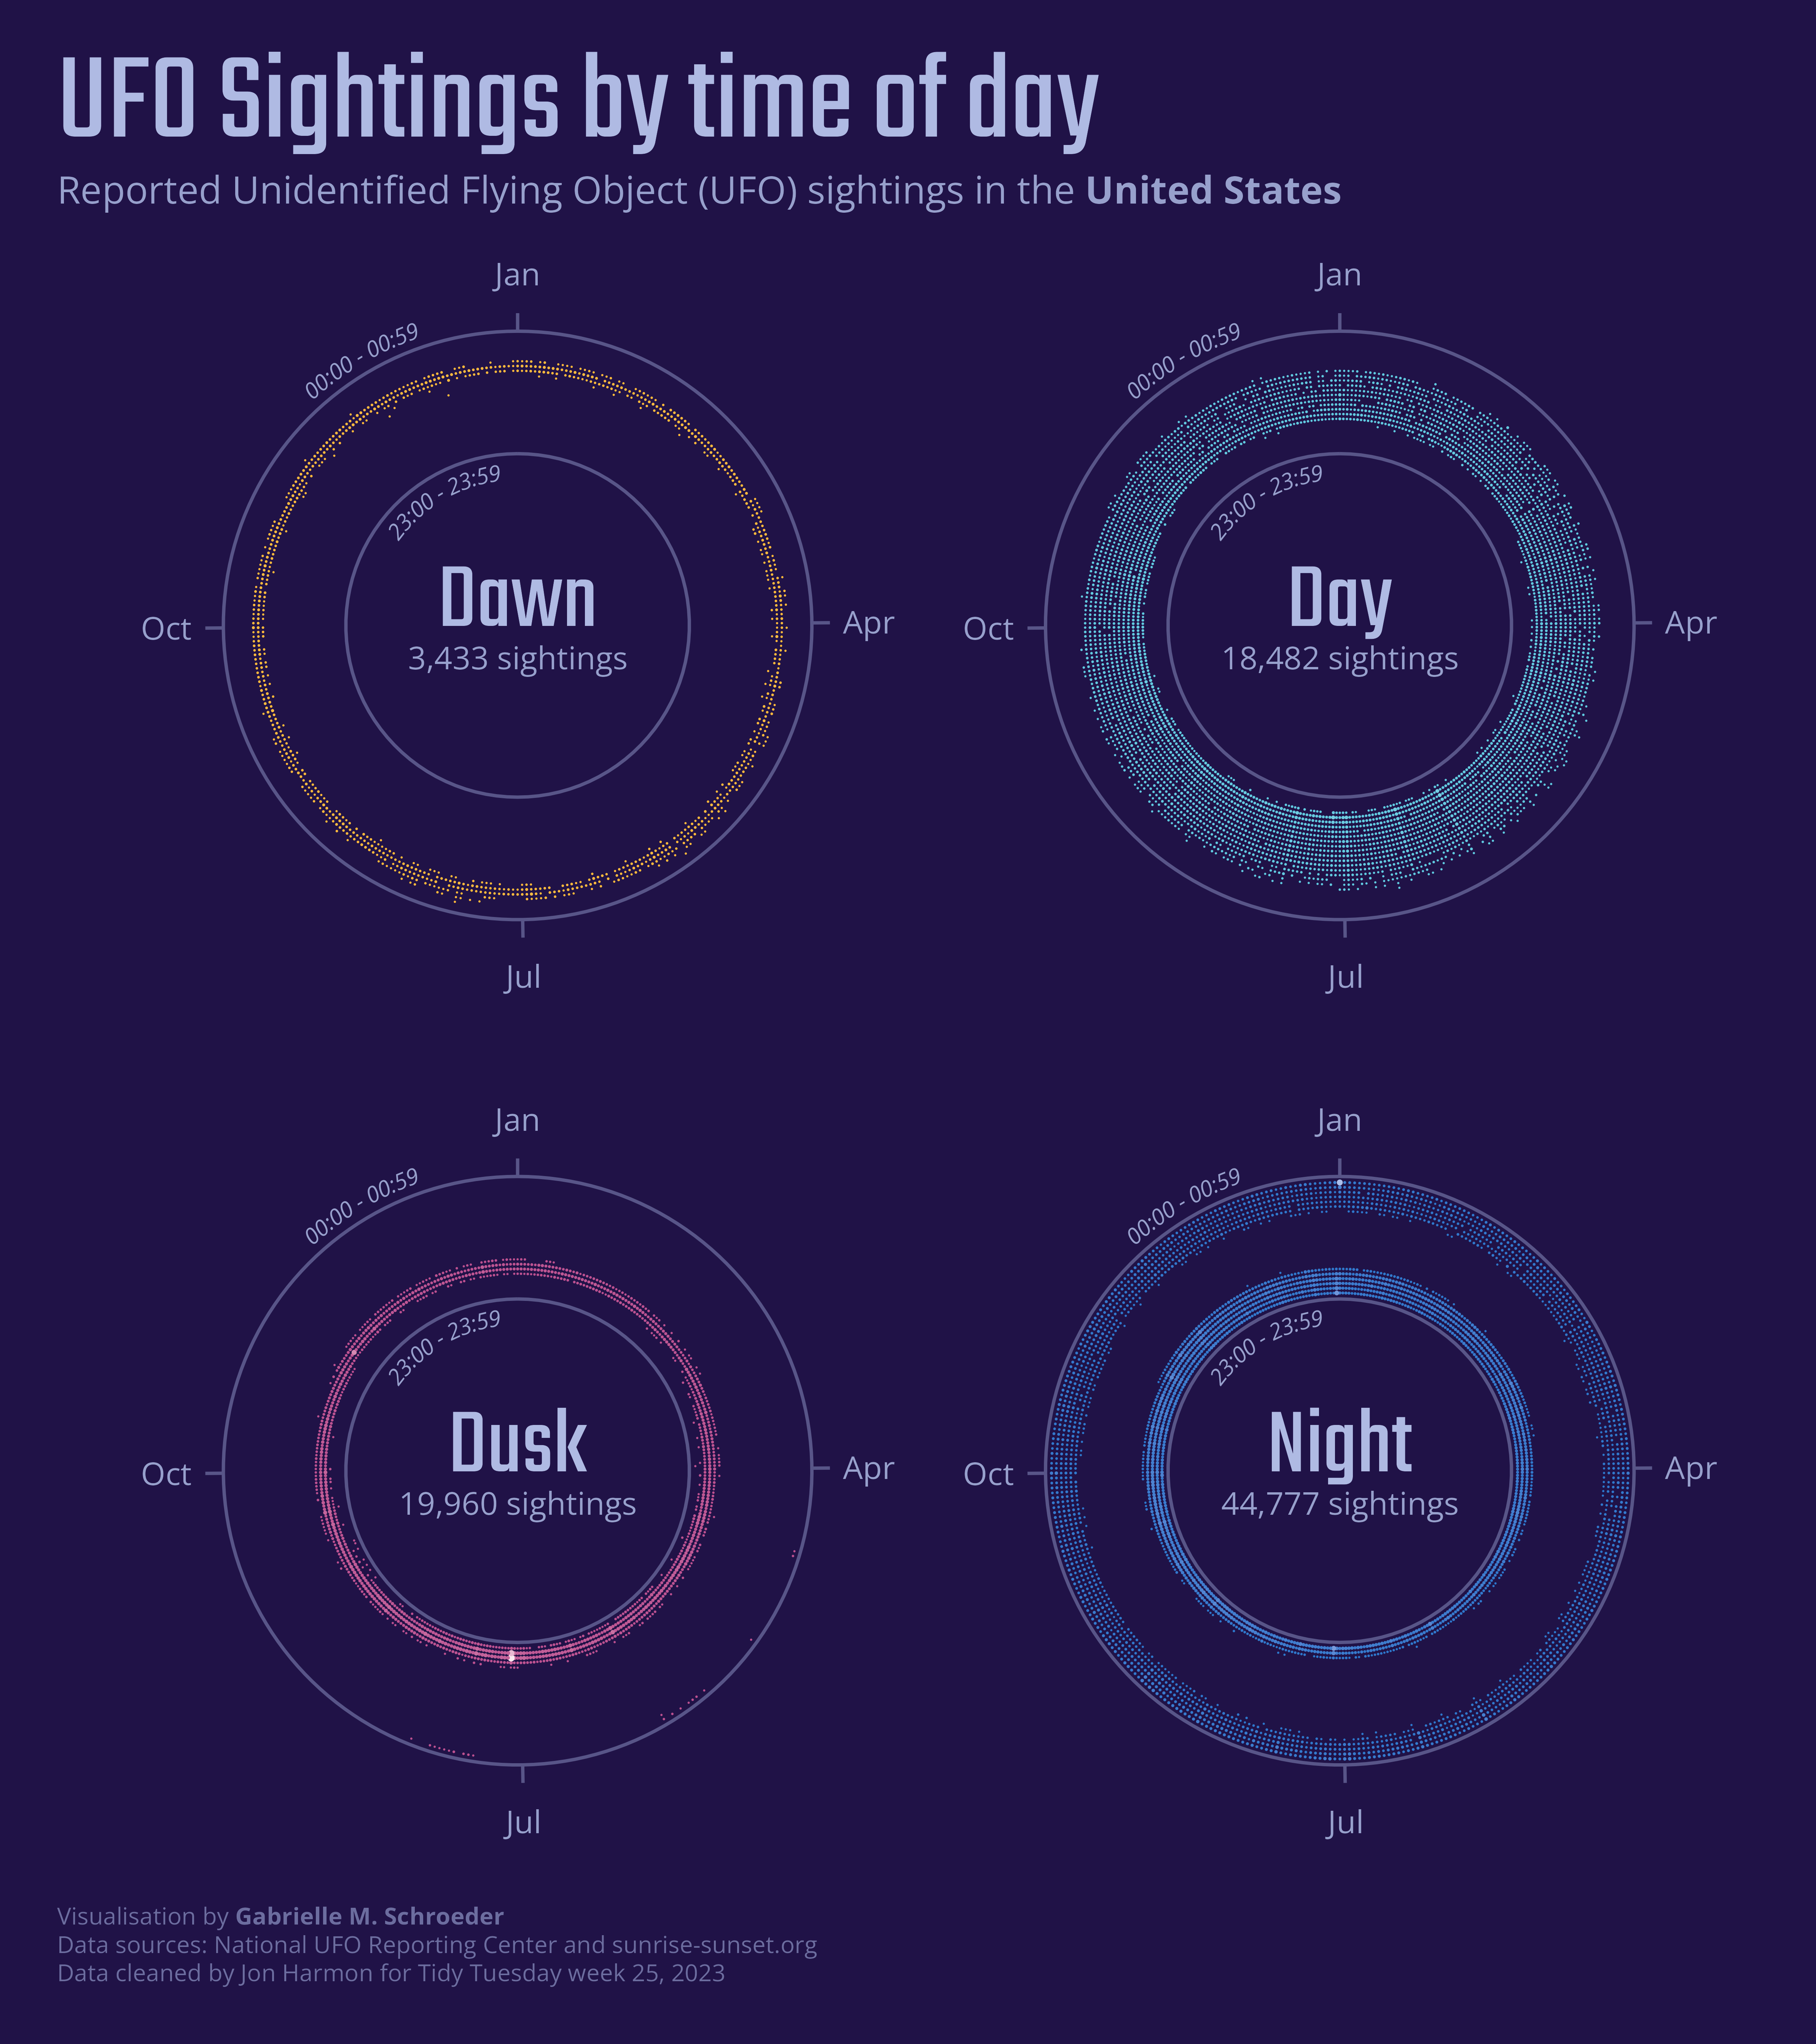 UFO Sightings by time of day
Reported Unidentified Flying Object (UFO) sightings in the United States
Jan
00:00 - 00:59
23:00 - 23:59
Dawn
3,433 sightings
Oct
Apr
Jul
Jan
00:00 - 00:59
23:00 - 23:59
Day
18,482 sightings
Oct
Apr
Jul
Jan
00:00 - 00:59
23:00 - 23:59
Dusk
19,960 sightings
Oct
Apr
Jul
Jan
00:00 - 00:59
23:00 - 23:59
Night
44,777 sightings
Oct
Apr
Jul
Visualisation by Gabrielle M. Schroeder
Data sources: National UFO Reporting Center and sunrise-sunset.org
Data cleaned by Jon Harmon for Tidy Tuesday week 25, 2023